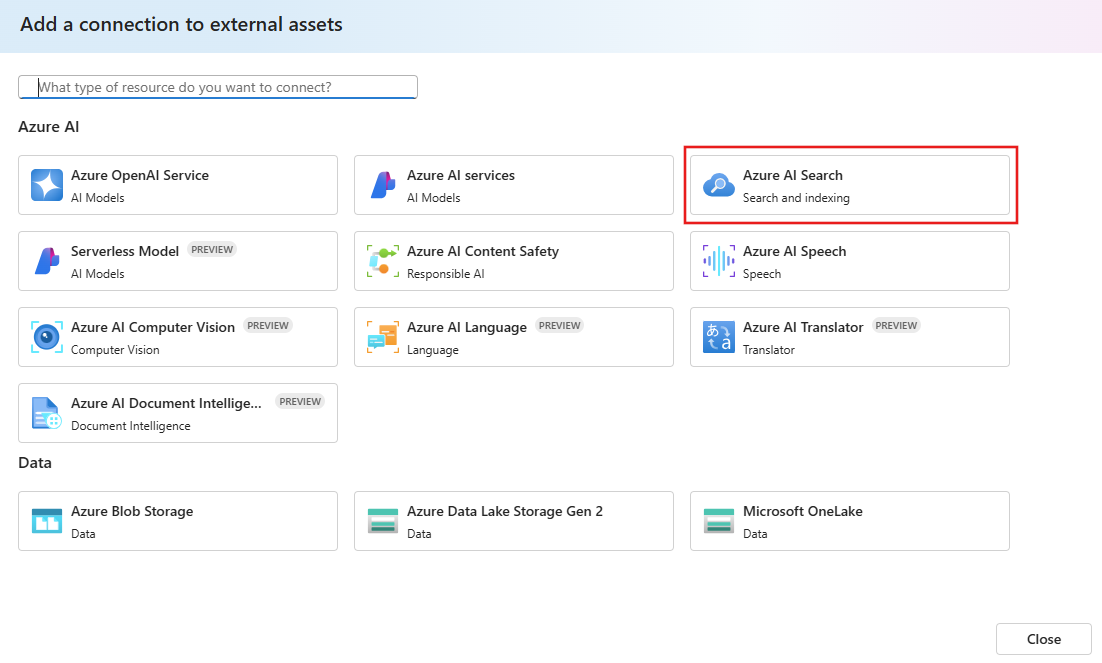 Add a connection to external assets
What type of resource do you want to connect?
Azure AI
Azure OpenAI Service
AI Models
Azure AI services
AI Models
Azure AI Search
Search and indexing
Serverless Model PREVIEW
AI Models
Azure AI Content Safety
Responsible AI
Azure AI Speech
Speech
Azure AI Computer Vision PREVIEW
Computer Vision
Azure AI Language PREVIEW
Language
あ
a
Azure AI Translator PREVIEW
Translator
Azure AI Document Intellige... PREVIEW
Document Intelligence
Data
Azure Blob Storage
Data
Azure Data Lake Storage Gen 2
Data
Microsoft OneLake
Data
Close